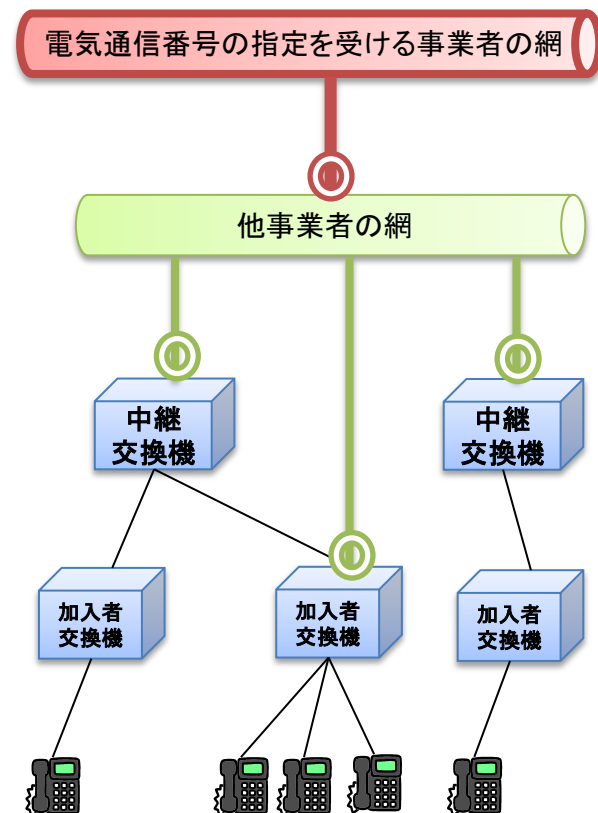 電気通信番号の指定を受ける事業者の網
他事業者の網
中継
交換機
中継
交換機
加入者
交換機
加入者
交換機
加入者
交換機